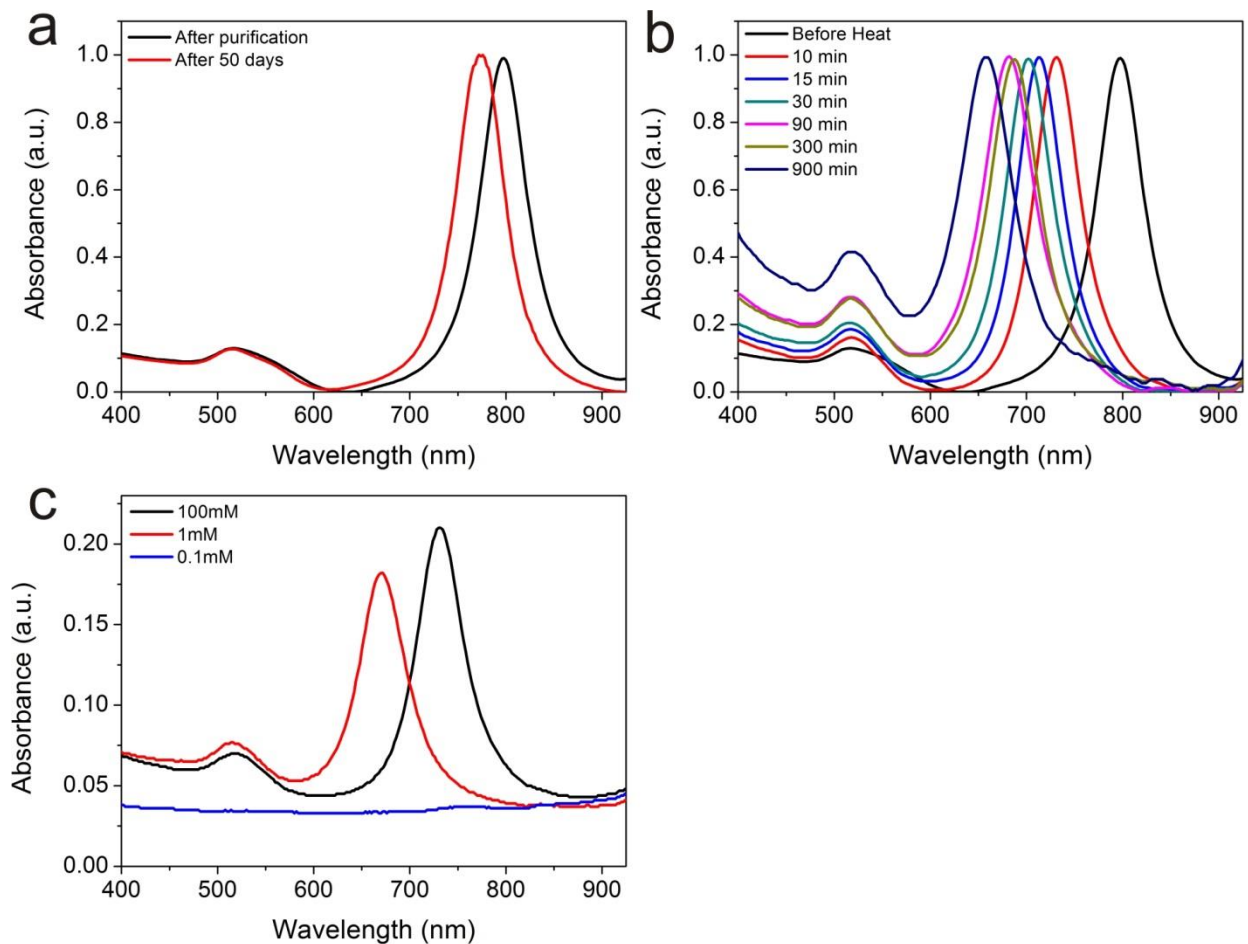 a
After purification
After 50 days
1.0
0.8
0.6
0.4
0.2
0.0
Absorbance (a.u.)
400 500 600 700 800 900
Wavelength (nm)
b
Before Heat
10 min
15 min
30 min
90 min
300 min
900 min
1.0
0.8
0.6
0.4
0.2
0.0
Absorbance (a.u.)
400 500 600 700 800 900
Wavelength (nm)
c
100mM
1mM
0.1mM
0.20
0.15
0.10
0.05
0.00
Absorbance (a.u.)
400 500 600 700 800 900
Wavelength (nm)